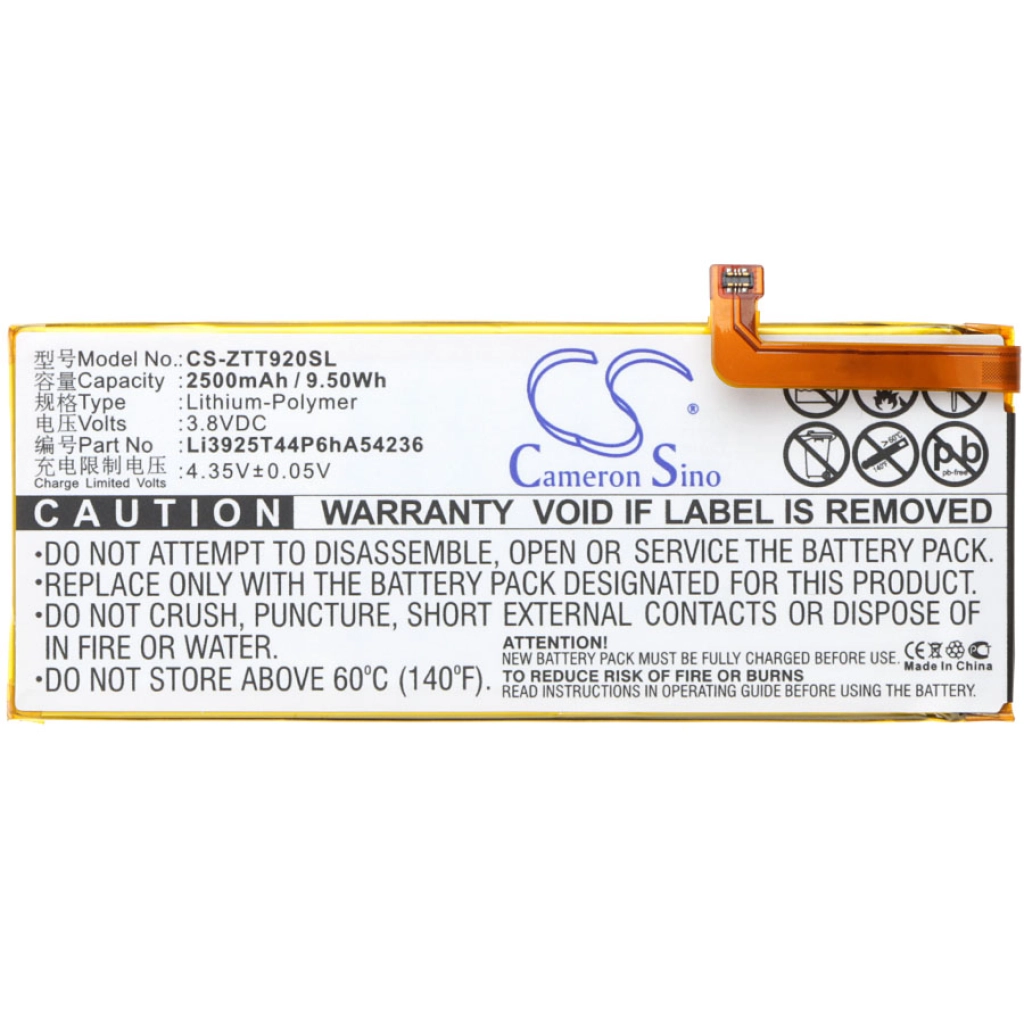 型号Model No.: CS-ZTT920SL
容量Capacity : 2500mAh / 9.50Wh
规格Type : Lithium-Polymer
电压Volts : 3.8VDC
编号Part No : Li3925T44P6hA54236
充电限制电压 : 4.35V±0.05V
Charge Limited Volts
CS
®
Cameron Sino
140°F
Pb
pb-free
CAUTION WARRANTY VOID IF LABEL IS REMOVED
•DO NOT ATTEMPT TO DISASSEMBLE, OPEN OR SERVICE THE BATTERY PACK.
•REPLACE ONLY WITH THE BATTERY PACK DESIGNATED FOR THIS PRODUCT.
•DO NOT CRUSH, PUNCTURE, SHORT EXTERNAL CONTACTS OR DISPOSE OF
IN FIRE OR WATER.
•DO NOT STORE ABOVE 60°C (140°F).
ATTENTION!
NEW BATTERY PACK MUST BE FULLY CHARGED BEFORE USE.
TO REDUCE RISK OF FIRE OR BURNS
READ INSTRUCTIONS IN OPERATING GUIDE BEFORE USING THE BATTERY.
CE
Made In China